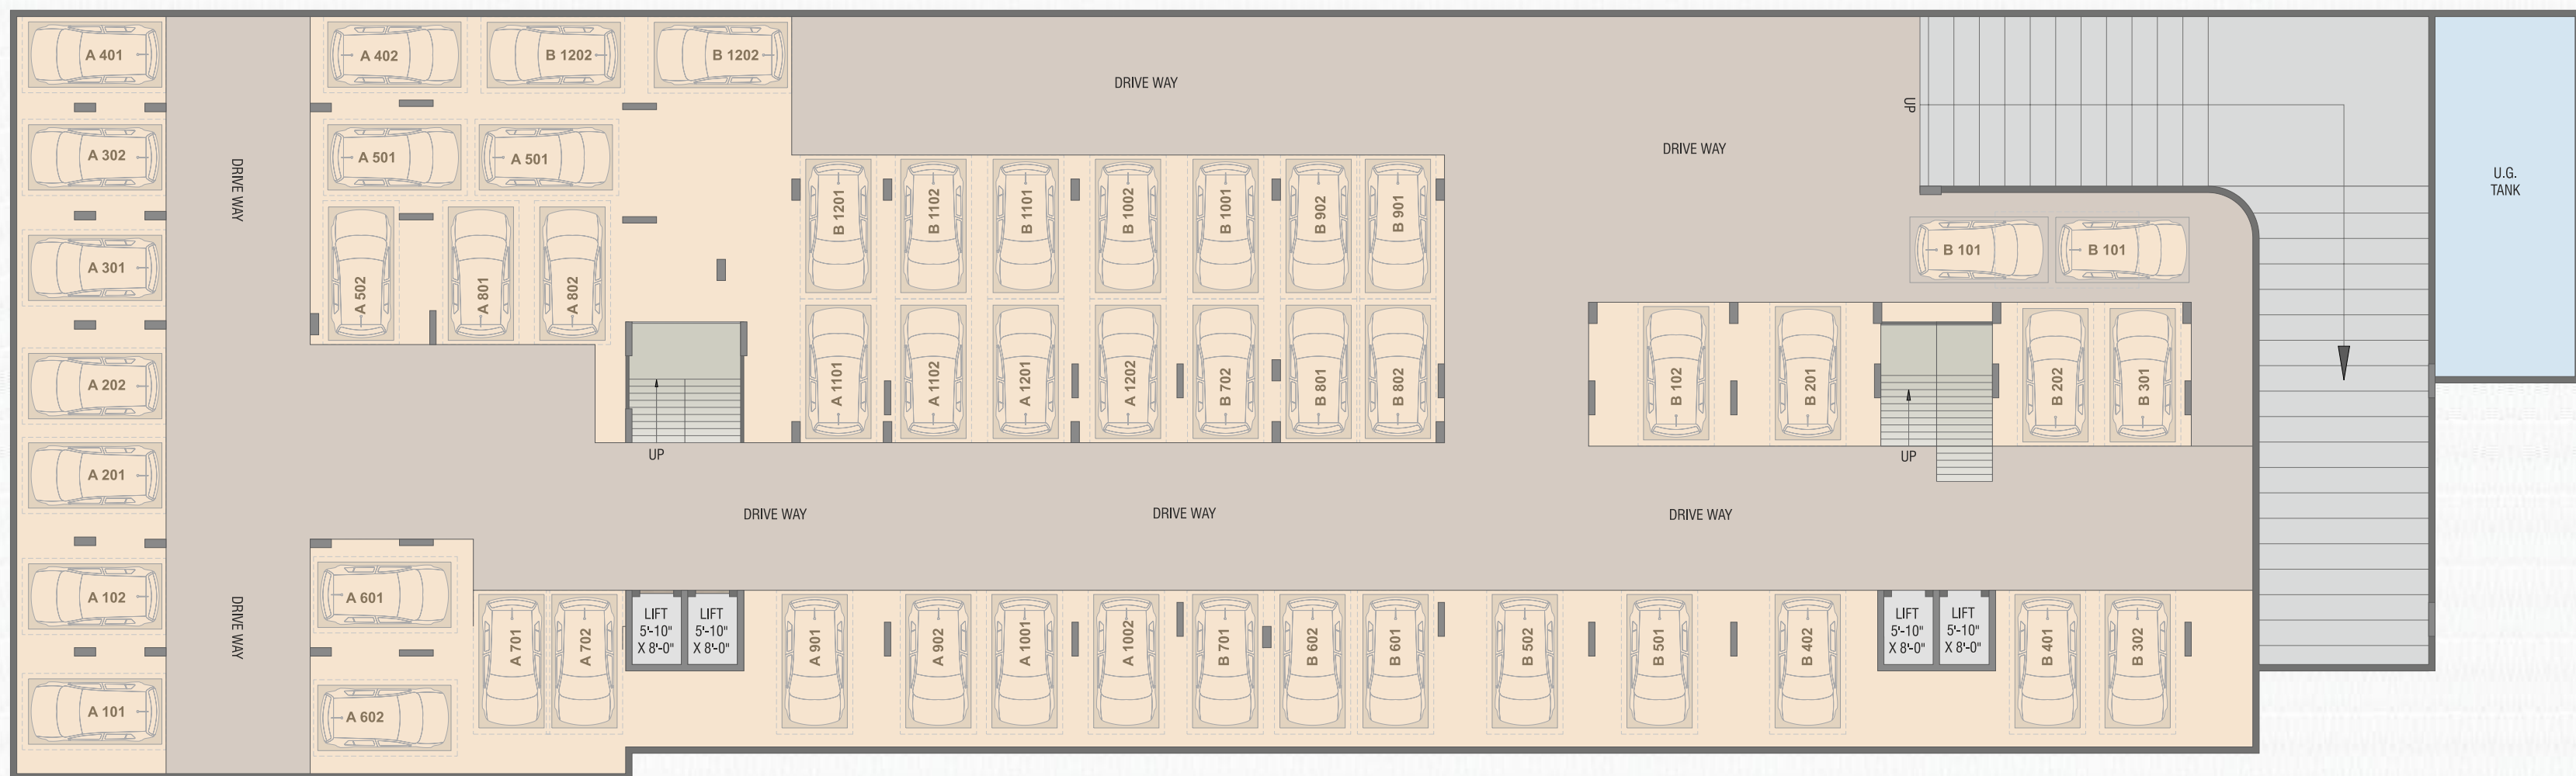 A 401
A 402
B 1202
B 1202
DRIVE WAY
UP
A 302
DRIVE WAY
A 501
A 501
DRIVE WAY
U.G.
TANK
B 1201
B 1102
B 1101
B 1002
B 1001
B 902
B 901
B 101
B 101
A 301
A 502
A 801
A 802
A 202
A 1101
A 1102
A 1201
A 1202
B 702
B 801
B 802
B 102
B 201
B 202
B 301
UP
UP
A 201
DRIVE WAY
DRIVE WAY
DRIVE WAY
A 102
DRIVE WAY
A 601
A 701
A 702
LIFT
5'-10"
X 8'-0"
LIFT
5'-10"
X 8'-0"
A 901
A 902
A 1001
A 1002
B 701
B 602
B 601
B 502
B 501
B 402
LIFT
5'-10"
X 8'-0"
LIFT
5'-10"
X 8'-0"
B 401
B 302
A 101
A 602